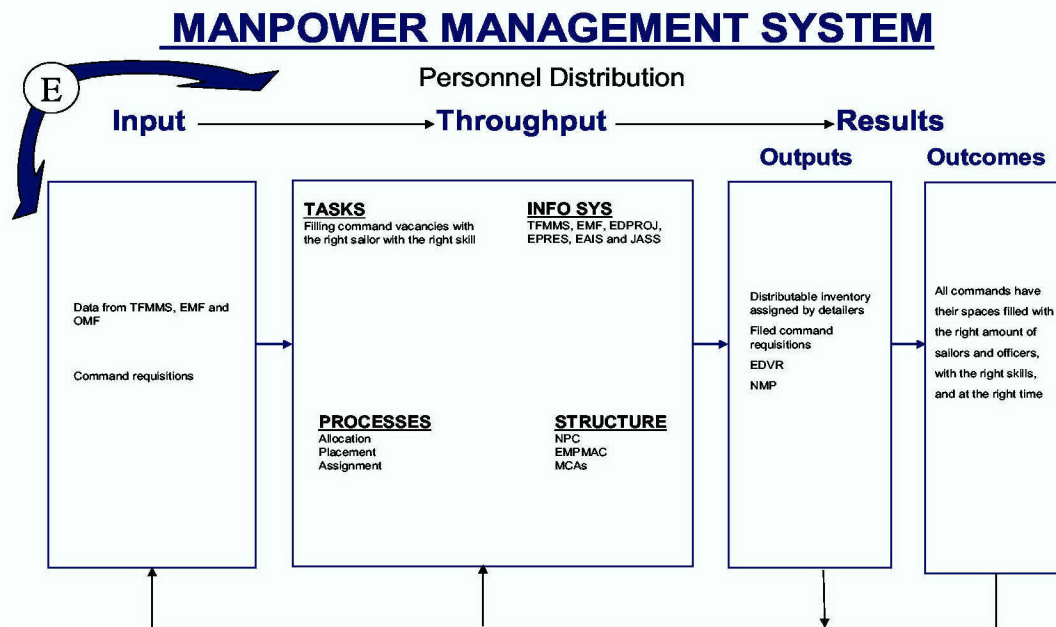 MANPOWER MANAGEMENT SYSTEM
Personnel Distribution
E
Input
Throughput
Results
Outputs
Outcomes
Data from TFMMS, EMF and
OMF
Command requisitions
TASKS
Filling command vacancies with
the right sailor with the right skill
INFO SYS
TFMMS, EMF, EDPROJ,
EPRES, EAIS and JASS
PROCESSES
Allocation
Placement
Assignment
STRUCTURE
NPC
EMPMAC
MCAs
Distributable inventory
assigned by detailers
Filed command
requisitions
EDVR
NMP
All commands have
their spaces filled with
the right amount of
sailors and officers,
with the right skills,
and at the right time